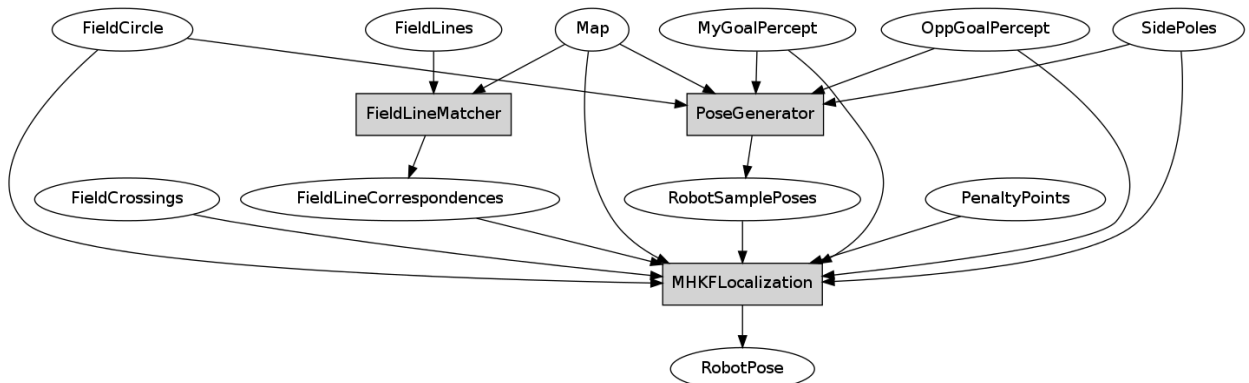 FieldCircle
FieldLines
Map
MyGoalPercept
OppGoalPercept
SidePoles
FieldLineMatcher
PoseGenerator
FieldCrossings
FieldLineCorrespondences
RobotSamplePoses
PenaltyPoints
MHKFLocalization
RobotPose